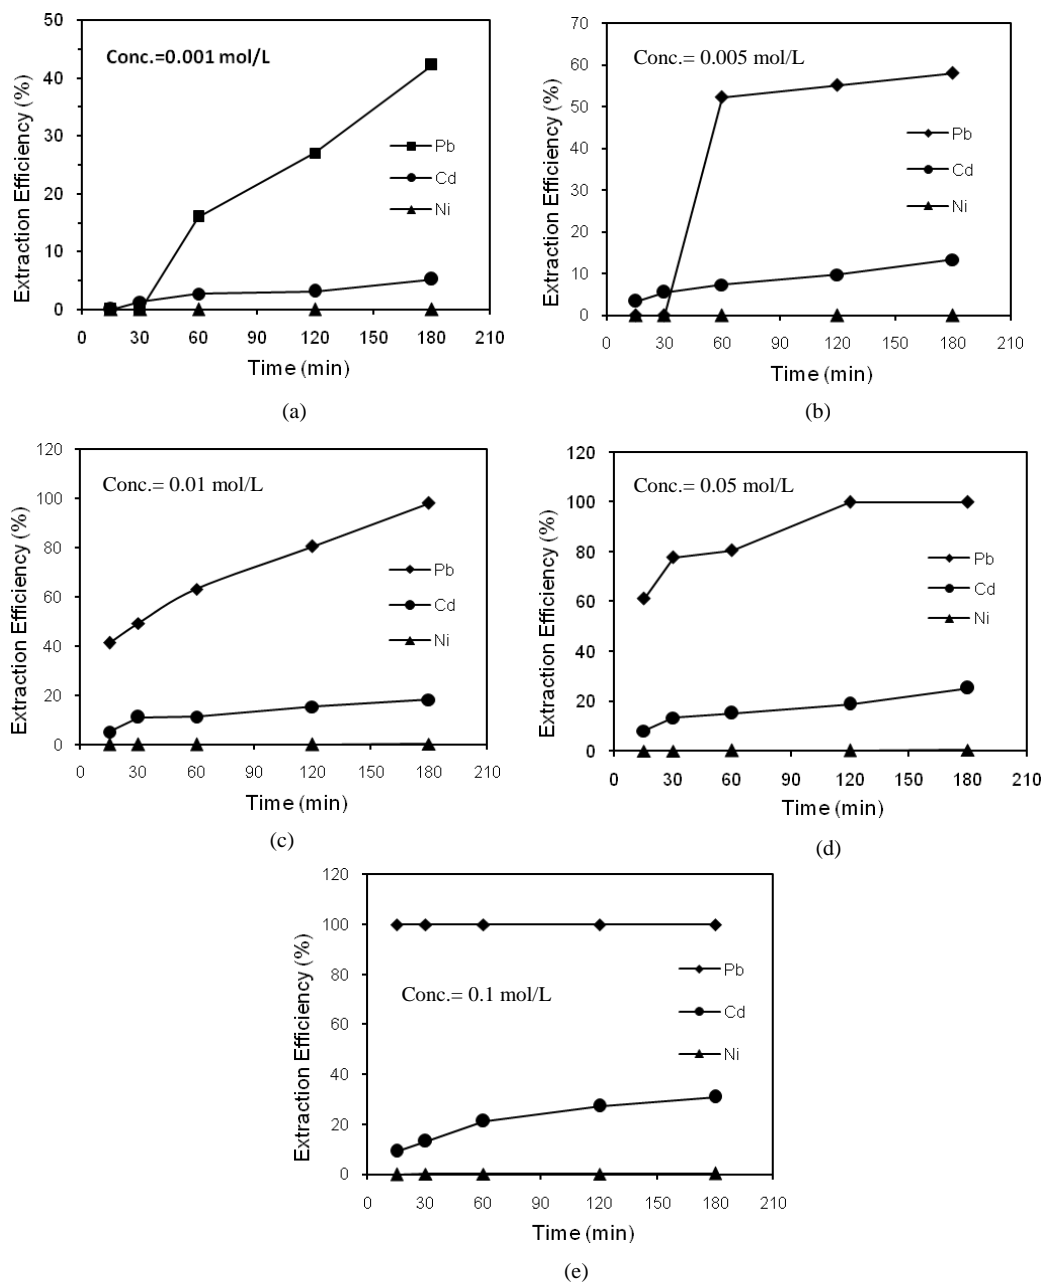 Conc.=0.001 mol/L
Extraction Efficiency (%)
50
40
30
20
10
0
Pb
Cd
Ni
0 30 60 90 120 150 180 210
Time (min)
(a)
Conc.= 0.005 mol/L
Extraction Efficiency (%)
70
60
50
40
30
20
10
0
Pb
Cd
Ni
0 30 60 90 120 150 180 210
Time (min)
(b)
Conc.= 0.01 mol/L
Extraction Efficiency (%)
120
100
80
60
40
20
0
Pb
Cd
Ni
0 30 60 90 120 150 180 210
Time (min)
(c)
Conc.= 0.05 mol/L
Extraction Efficiency (%)
120
100
80
60
40
20
0
Pb
Cd
Ni
0 30 60 90 120 150 180 210
Time (min)
(d)
Conc.= 0.1 mol/L
Extraction Efficiency (%)
120
100
80
60
40
20
0
Pb
Cd
Ni
0 30 60 90 120 150 180 210
Time (min)
(e)